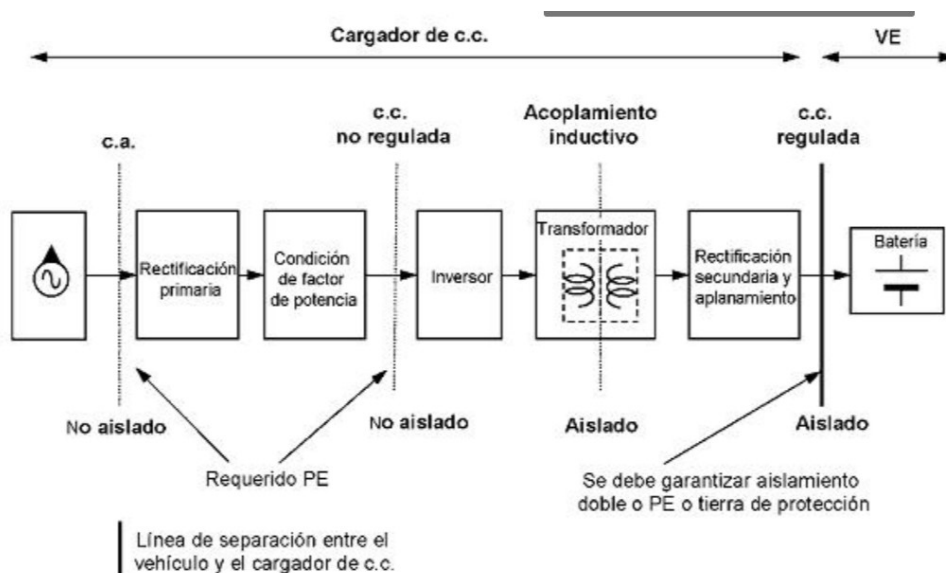 Cargador de c.c.
VE
c.a.
c.c.
no regulada
Acoplamiento
inductivo
c.c.
regulada
Rectificación
primaria
Condición
de factor
de potencia
Inversor
Transformador
Rectificación
secundaria y
aplanamiento
Batería
No aislado
No aislado
Aislado
Aislado
Requerido PE
Se debe garantizar aislamiento
doble o PE o tierra de protección
Línea de separación entre el
vehículo y el cargador de c.c.